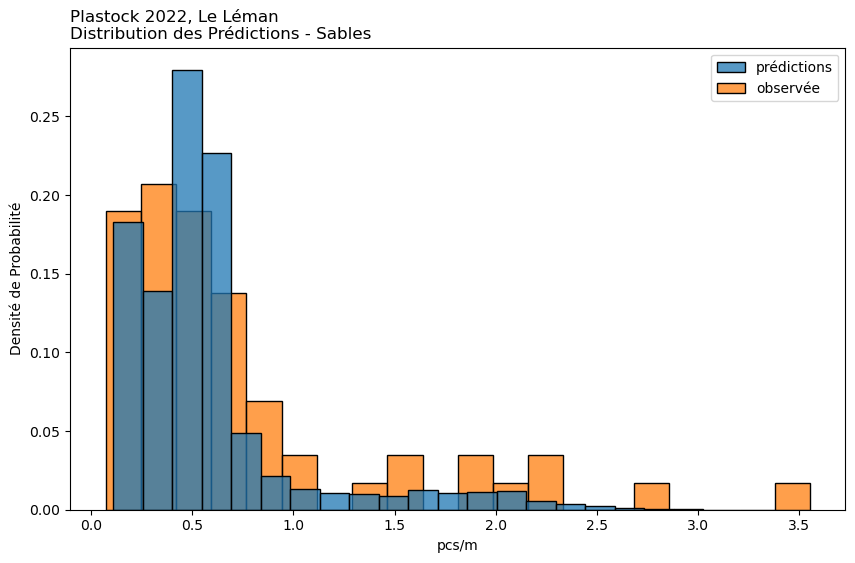 Plastock 2022, Le Léman
Distribution des Prédictions - Sables
prédictions
observée
Densité de Probabilité
0.25
0.20
0.15
0.10
0.05
0.00
0.0 0.5 1.0 1.5 2.0 2.5 3.0 3.5
pcs/m